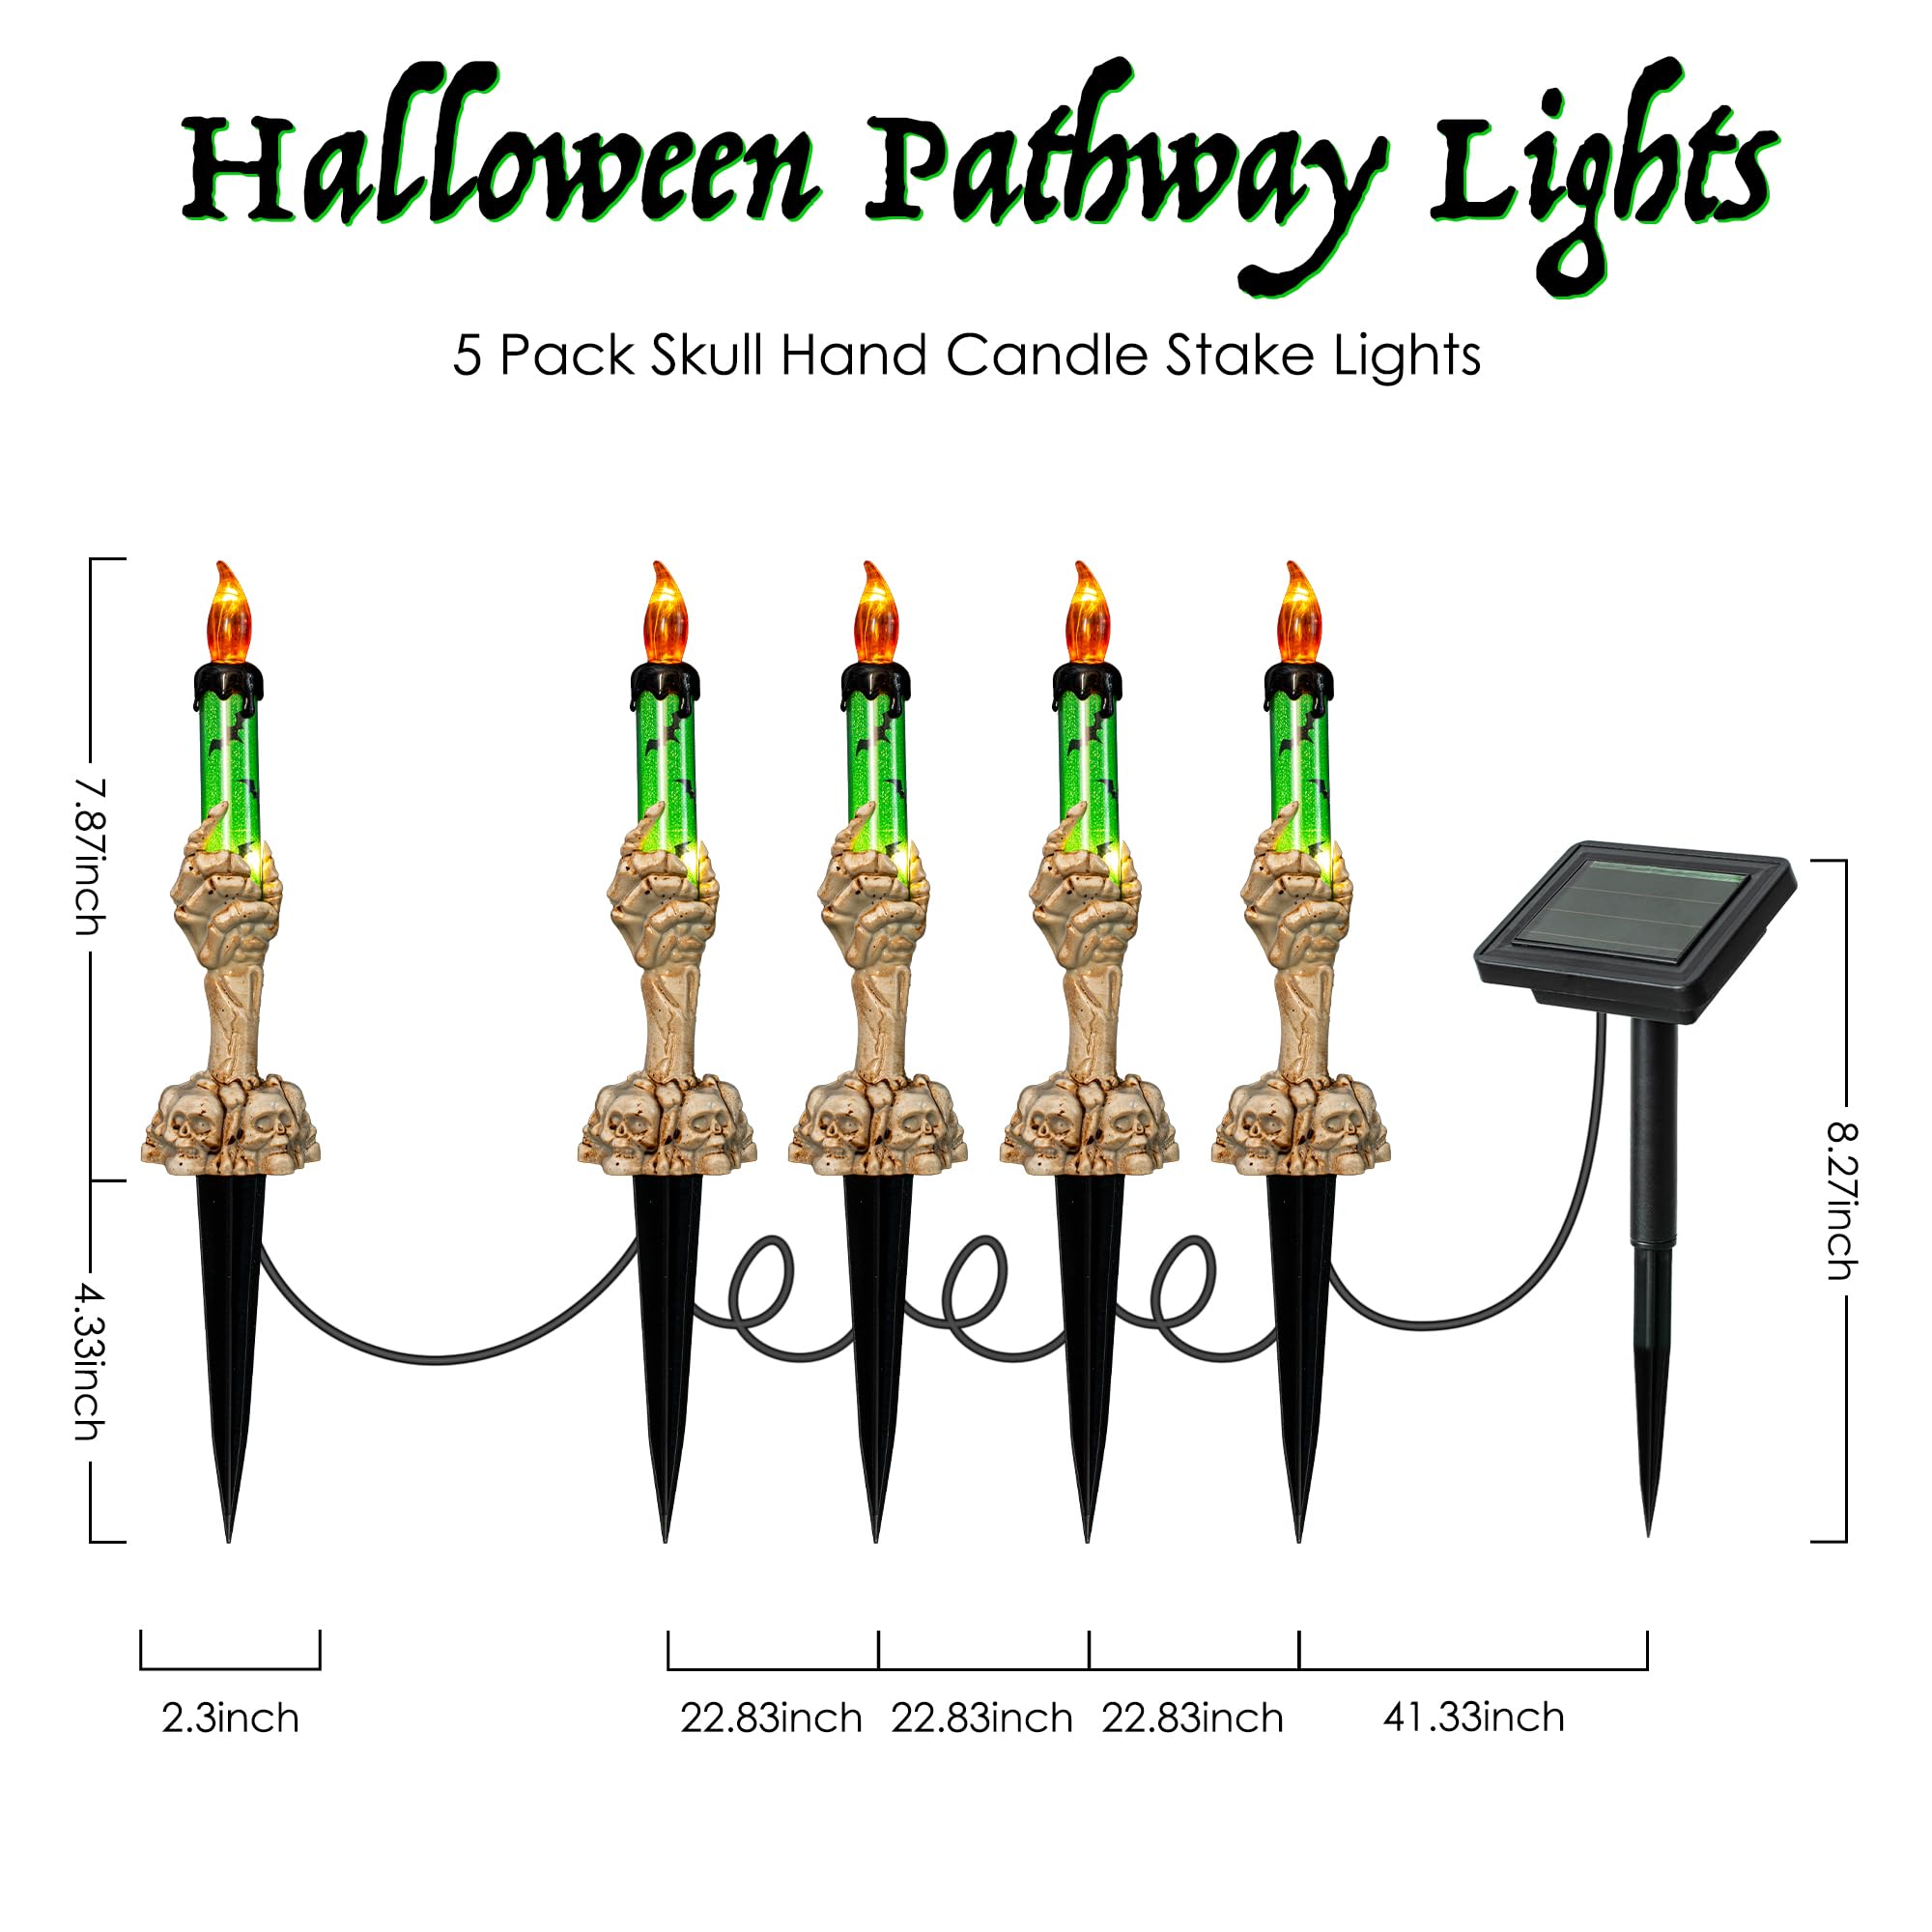 Halloween Pathway Lights
5 Pack Skull Hand Candle Stake Lights
7.87inch
4.33inch
8.27inch
2.3inch
22.83inch
22.83inch
22.83inch
41.33inch